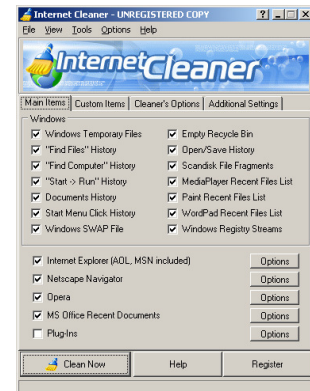 Internet Cleaner - UNREGISTERED COPY
File View Tools Options Help
InternetCleaner
Main Items Custom Items Cleaner's Options Additional Settings
Windows
Windows Temporary Files Empty Recycle Bin
"Find Files" History Open/Save History
"Find Computer" History Scandisk File Fragments
"Start -> Run" History MediaPlayer Recent Files List
Documents History Paint Recent Files List
Start Menu Click History WordPad Recent Files List
Windows SWAP File Windows Registry Streams
Internet Explorer (AOL, MSN included) Options
Netscape Navigator Options
Opera Options
MS Office Recent Documents Options
Plug-Ins Options
Clean Now Help Register